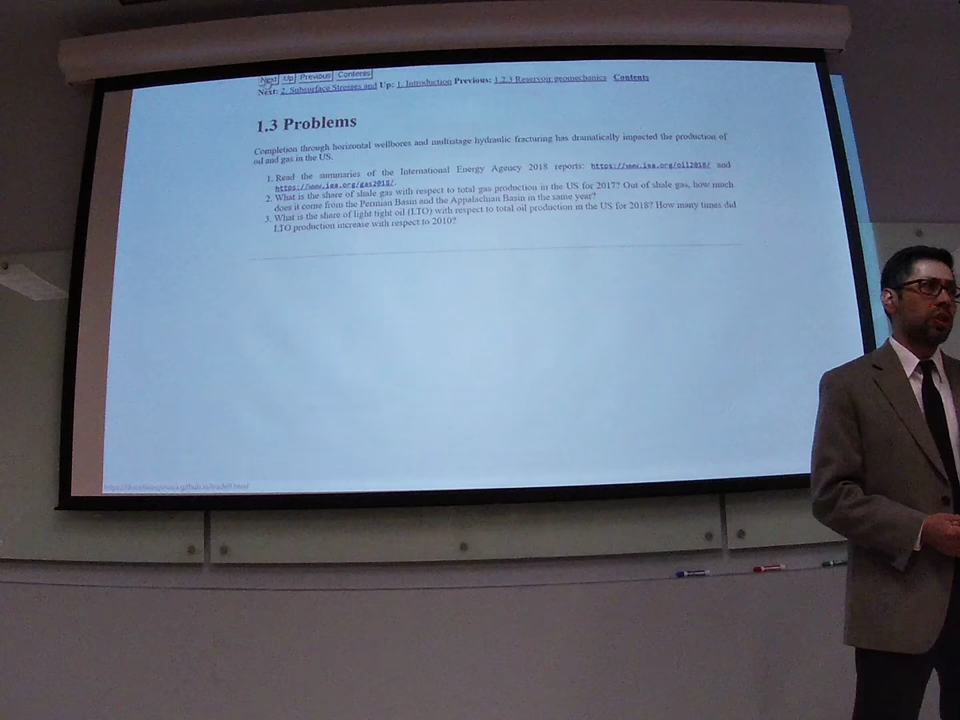 Next Up Previous Contents
Next: 2. Subsurface Stresses and Up: 1. Introduction Previous: 1.2.3 Reservoir geomechanics Contents
1.3 Problems
Completion through horizontal wellbores and multistage hydraulic fracturing has dramatically impacted the production of
oil and gas in the US.
1. Read the summaries of the International Energy Agency 2018 reports: https://www.iea.org/oil2018/ and
https://www.iea.org/gas2018/.
2. What is the share of shale gas with respect to total gas production in the US for 2017? Out of shale gas, how much
does it come from the Permian Basin and the Appalachian Basin in the same year?
3. What is the share of light tight oil (LTO) with respect to total oil production in the US for 2018? How many times did
LTO production increase with respect to 2010?